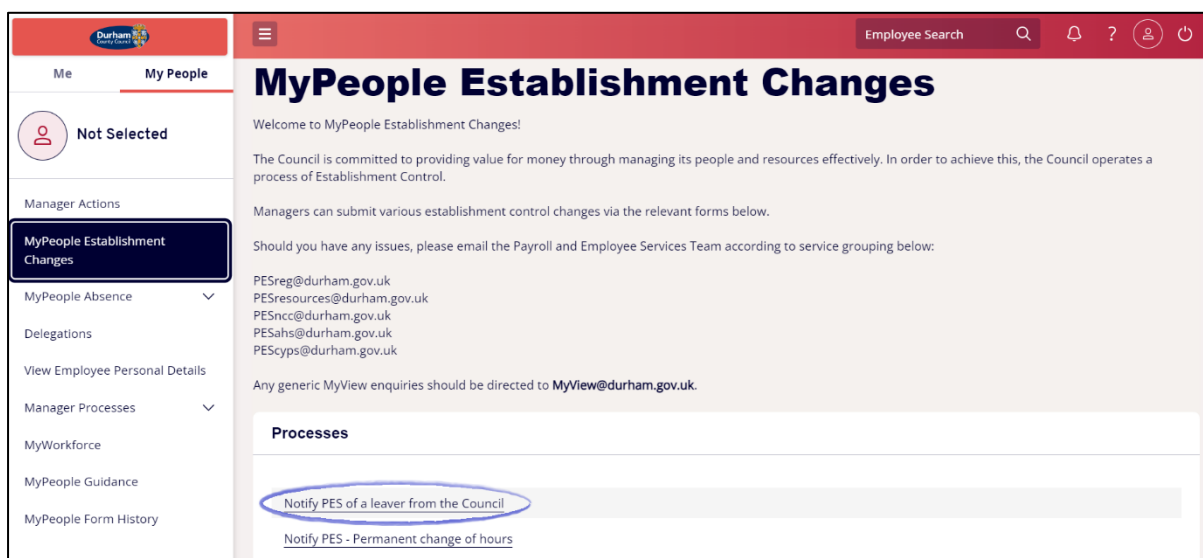 Durham
County Council
Employee Search
?
Me
My People
Not Selected
Manager Actions
MyPeople Establishment
Changes
MyPeople Absence
Delegations
View Employee Personal Details
Manager Processes
MyWorkforce
MyPeople Guidance
MyPeople Form History
MyPeople Establishment Changes
Welcome to MyPeople Establishment Changes!
The Council is committed to providing value for money through managing its people and resources effectively. In order to achieve this, the Council operates a
process of Establishment Control.
Managers can submit various establishment control changes via the relevant forms below.
Should you have any issues, please email the Payroll and Employee Services Team according to service grouping below:
PESreg@durham.gov.uk
PESresources@durham.gov.uk
PESncc@durham.gov.uk
PESahs@durham.gov.uk
PEScyps@durham.gov.uk
Any generic MyView enquiries should be directed to MyView@durham.gov.uk.
Processes
Notify PES of a leaver from the Council
Notify PES - Permanent change of hours